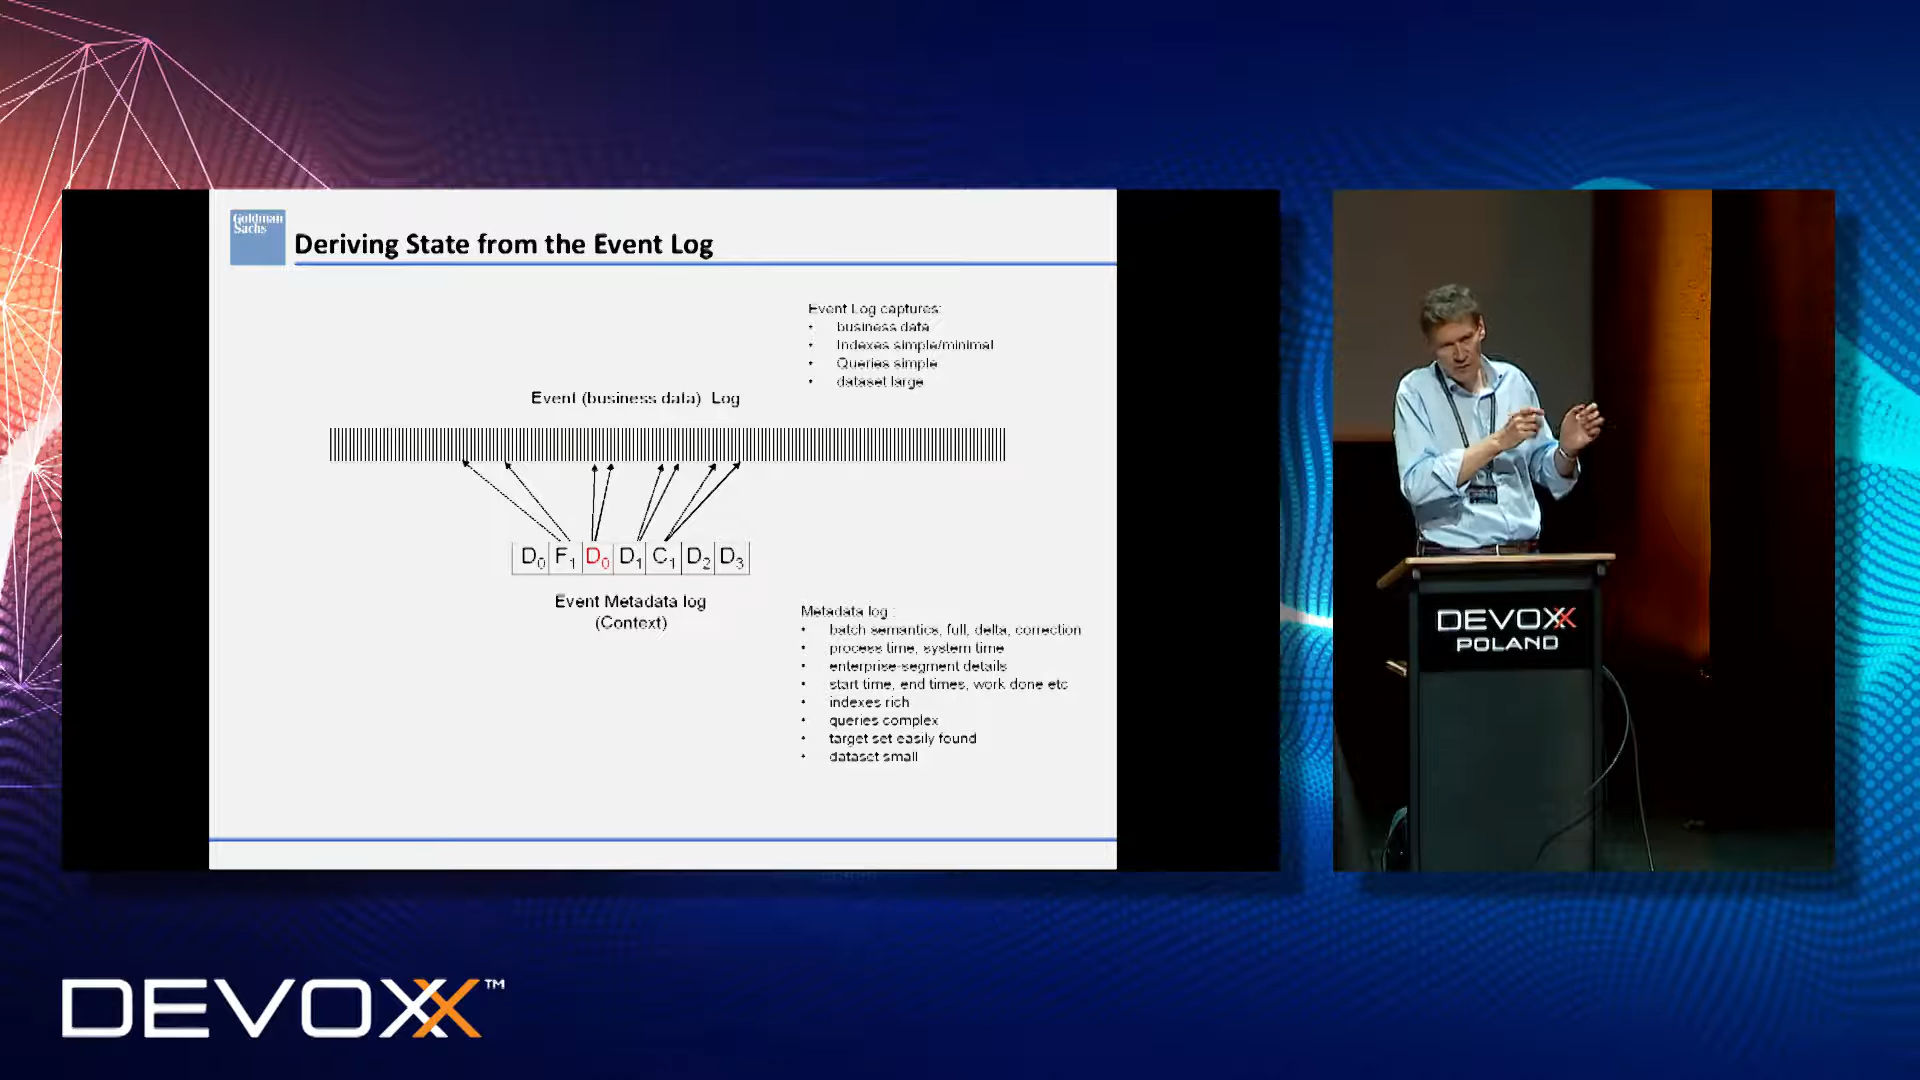 Goldman
Sachs
Deriving State from the Event Log
Event Log captures:
• business data
• Indexes simple/minimal
• Queries simple
• dataset large
Event (business data) Log
D0 F1 D0 D1 C1 D2 D3
Event Metadata log
(Context)
Metadata log :
• batch semantics, full, delta, correction
• process time, system time
• enterprise-segment details
• start time, end times, work done etc
• indexes rich
• queries complex
• target set easily found
• dataset small
DEVOXX
POLAND
DEVOXX™